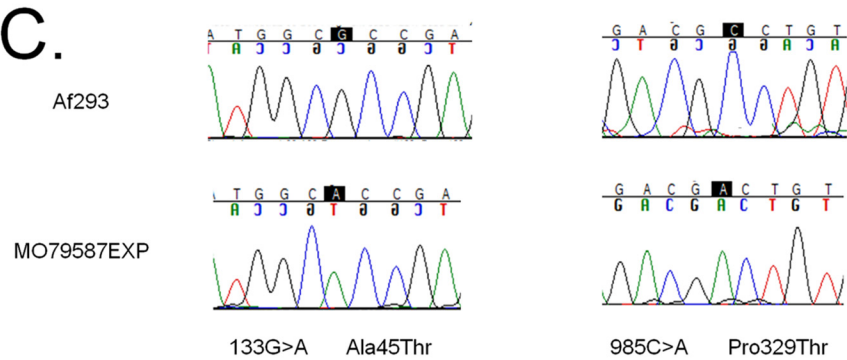 C.
A T G G C G C C G A
T A C C G C G G C T
G A C G C C T G T
C T G C G G A C A
Af293
T G G C A C C G A
A C C G T G G C T
G A C G A C T G T
G A C G A C T G T
MO79587EXP
133G>A Ala45Thr
985C>A Pro329Thr